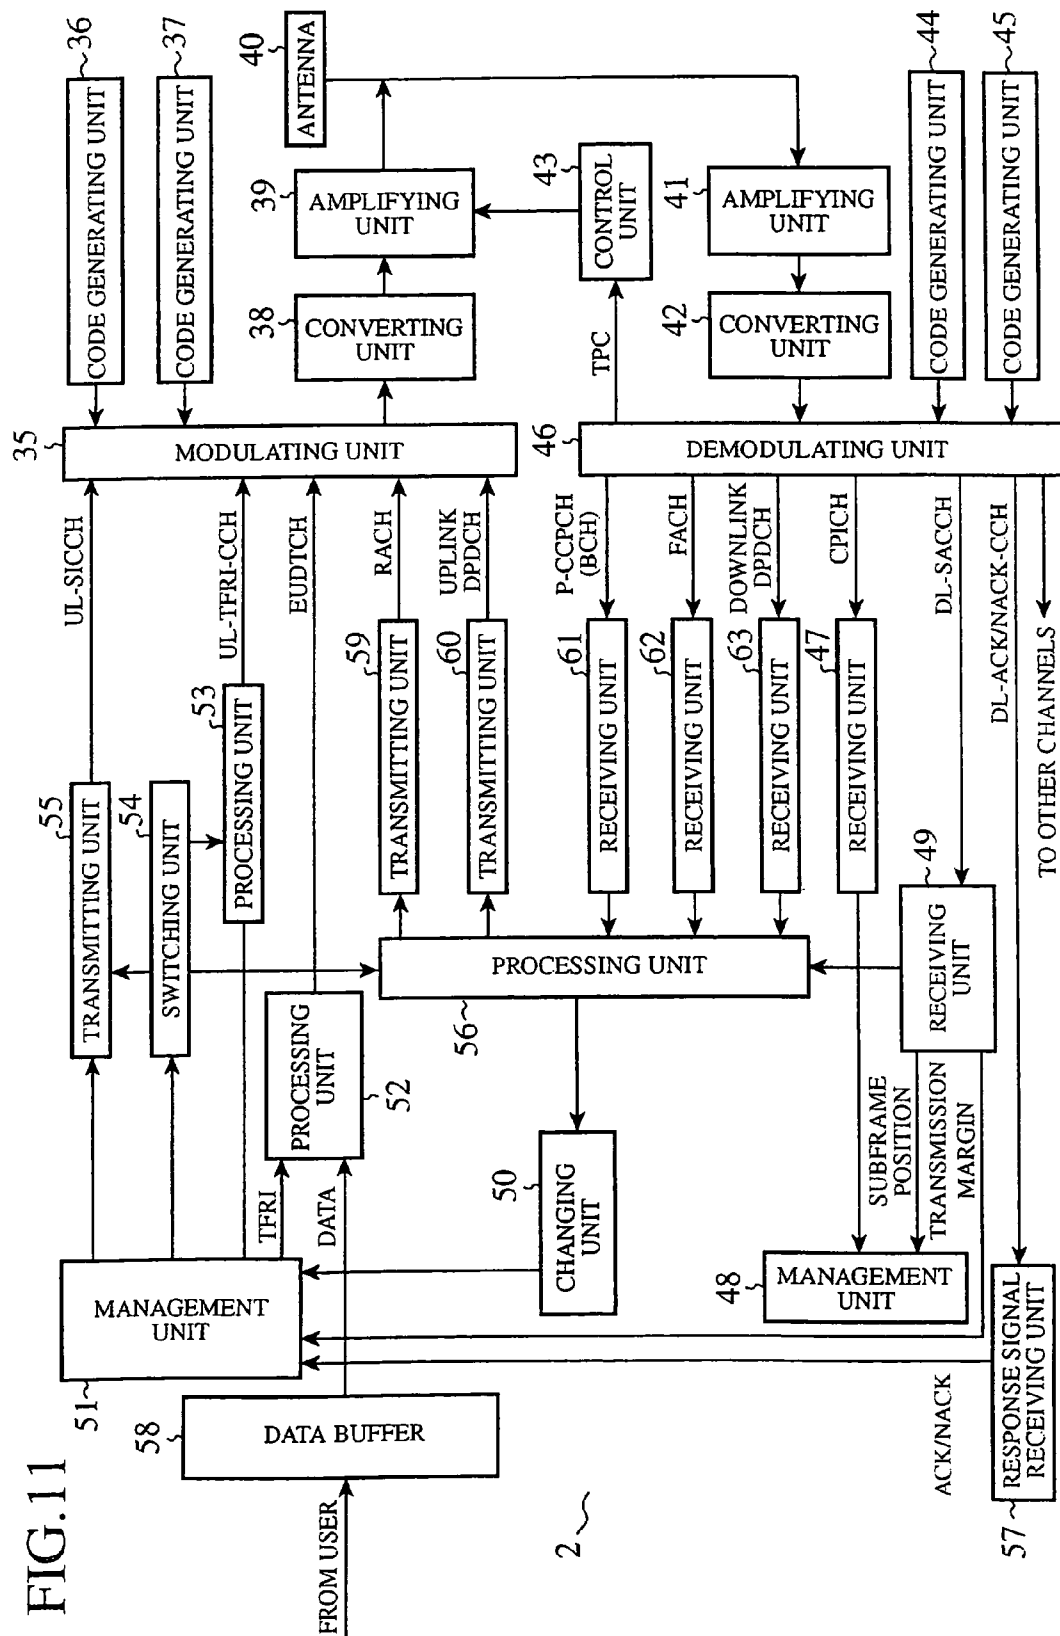 FIG.11
FROM USER
58
DATA BUFFER
51
MANAGEMENT
UNIT
TFRI
DATA
55
TRANSMITTING UNIT
54
SWITCHING UNIT
53
PROCESSING UNIT
PROCESSING
UNIT
52
UL-SICCH
UL-TFRI-CCH
EUDTCH
RACH
UPLINK
DPDCH
59
TRANSMITTING UNIT
60
TRANSMITTING UNIT
35
MODULATING UNIT
CODE GENERATING UNIT
36
CODE GENERATING UNIT
37
38
CONVERTING
UNIT
39
AMPLIFYING
UNIT
40
ANTENNA
43
CONTROL
UNIT
TPC
41
AMPLIFYING
UNIT
42
CONVERTING
UNIT
CODE GENERATING UNIT
44
CODE GENERATING UNIT
45
46
DEMODULATING UNIT
P-CCPCH
(BCH)
FACH
DOWNLINK
DPDCH
CPICH
DL-SACCH
DL-ACK/NACK-CCH
TO OTHER CHANNELS
61
RECEIVING UNIT
62
RECEIVING UNIT
63
RECEIVING UNIT
47
RECEIVING UNIT
49
RECEIVING
UNIT
PROCESSING UNIT
56
50
CHANGING
UNIT
SUBFRAME
POSITION
TRANSMISSION
MARGIN
48
MANAGEMENT
UNIT
ACK/NACK
RESPONSE SIGNAL
RECEIVING UNIT
57
2